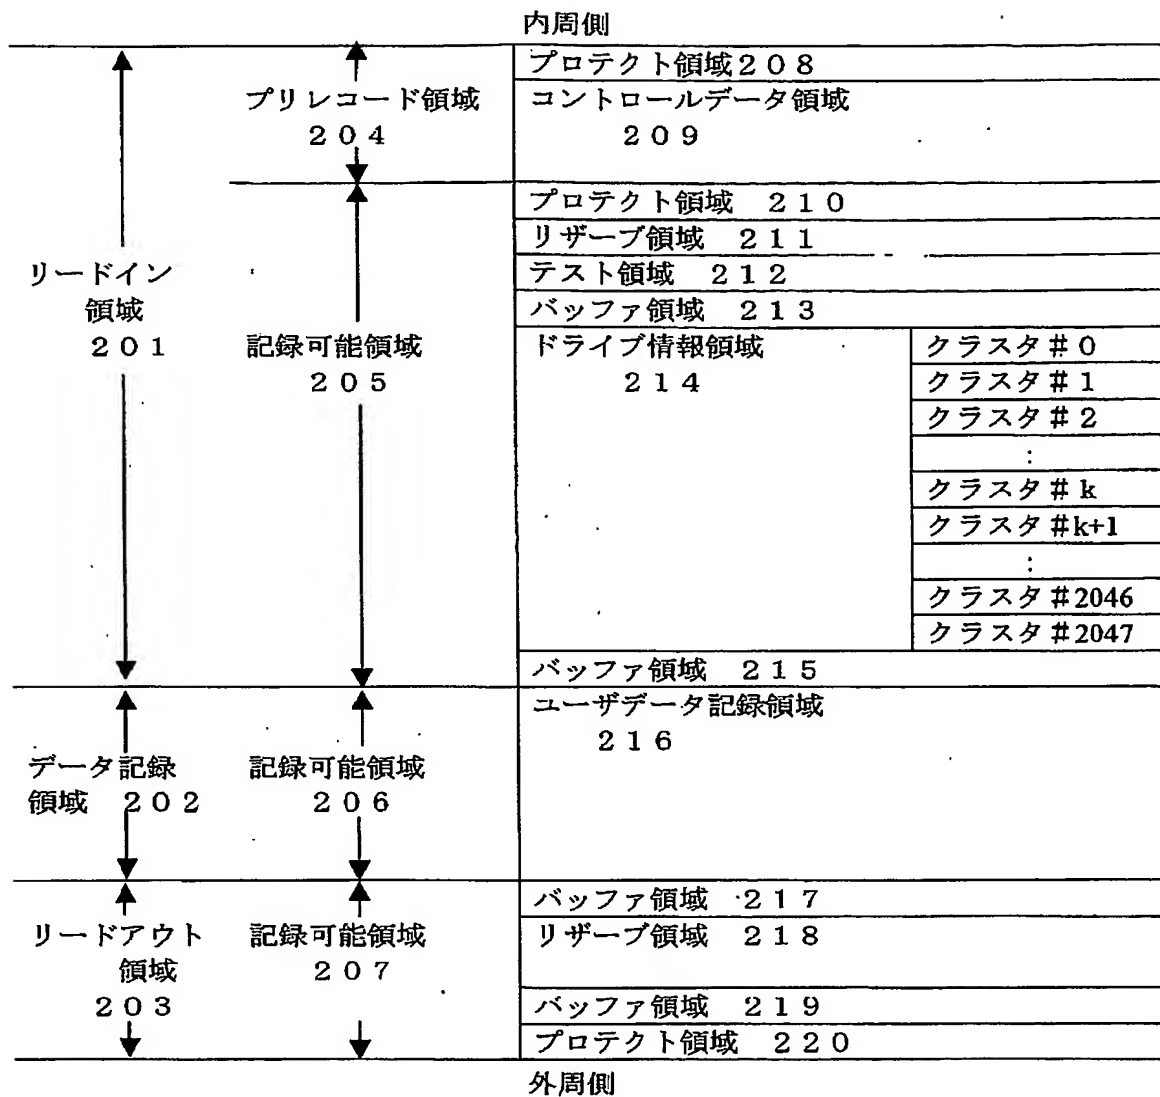 内周側
プロテクト領域208
プリレコード領域
204
コントロールデータ領域
209
プロテクト領域 210
リザーブ領域 211
テスト領域 212
バッファ領域 213
リードイン
領域
201
記録可能領域
205
ドライブ情報領域
214
クラスタ#0
クラスタ#1
クラスタ#2
:
クラスタ#k
クラスタ#k+1
:
クラスタ#2046
クラスタ#2047
バッファ領域 215
データ記録
領域 202
記録可能領域
206
ユーザデータ記録領域
216
リードアウト
領域
203
記録可能領域
207
バッファ領域 217
リザーブ領域 218
バッファ領域 219
プロテクト領域 220
外周側